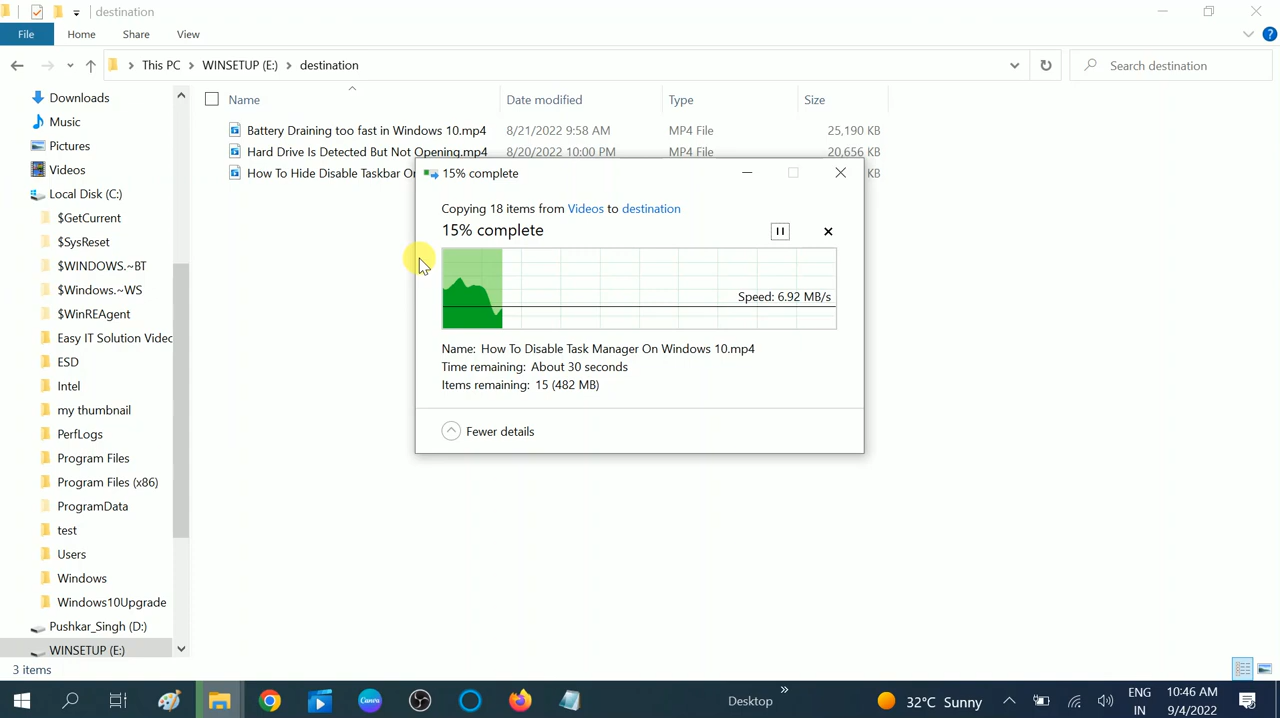 destination
File Home Share View
This PC > WINSETUP (E:) > destination
Search destination
Name Date modified Type Size
Downloads
Music
Pictures
Videos
Local Disk (C:)
$GetCurrent
$SysReset
$WINDOWS.~BT
$Windows.~WS
$WinREAgent
Easy IT Solution Videc
ESD
Intel
my thumbnail
PerfLogs
Program Files
Program Files (x86)
ProgramData
test
Users
Windows
Windows10Upgrade
Pushkar_Singh (D:)
WINSETUP (E:)
3 items
Battery Draining too fast in Windows 10.mp4 8/21/2022 9:58 AM MP4 File 25,190 KB
Hard Drive Is Detected But Not Opening.mp4 8/20/2022 10:00 PM MP4 File 20,656 KB
How To Hide Disable Taskbar On KB
15% complete
Copying 18 items from Videos to destination
15% complete
Speed: 6.92 MB/s
Name: How To Disable Task Manager On Windows 10.mp4
Time remaining: About 30 seconds
Items remaining: 15 (482 MB)
Fewer details
Canva
Desktop »
32°C Sunny
ENG
IN
10:46 AM
9/4/2022